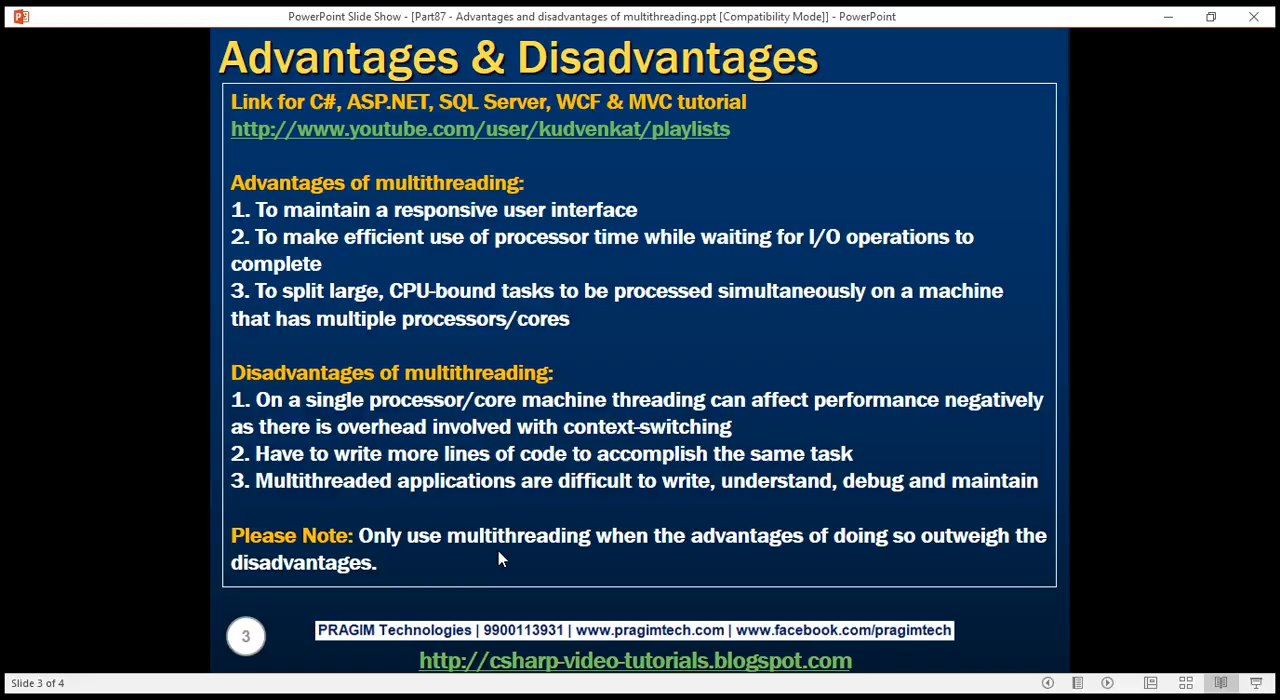 PowerPoint Slide Show - [Part87 - Advantages and disadvantages of multithreading.ppt [Compatibility Mode]] - PowerPoint
Advantages & Disadvantages
Link for C#, ASP.NET, SQL Server, WCF & MVC tutorial
http://www.youtube.com/user/kudvenkat/playlists
Advantages of multithreading:
1. To maintain a responsive user interface
2. To make efficient use of processor time while waiting for I/O operations to
complete
3. To split large, CPU-bound tasks to be processed simultaneously on a machine
that has multiple processors/cores
Disadvantages of multithreading:
1. On a single processor/core machine threading can affect performance negatively
as there is overhead involved with context-switching
2. Have to write more lines of code to accomplish the same task
3. Multithreaded applications are difficult to write, understand, debug and maintain
Please Note: Only use multithreading when the advantages of doing so outweigh the
disadvantages.
3
PRAGIM Technologies | 9900113931 | www.pragimtech.com | www.facebook.com/pragimtech
http://csharp-video-tutorials.blogspot.com
Slide 3 of 4